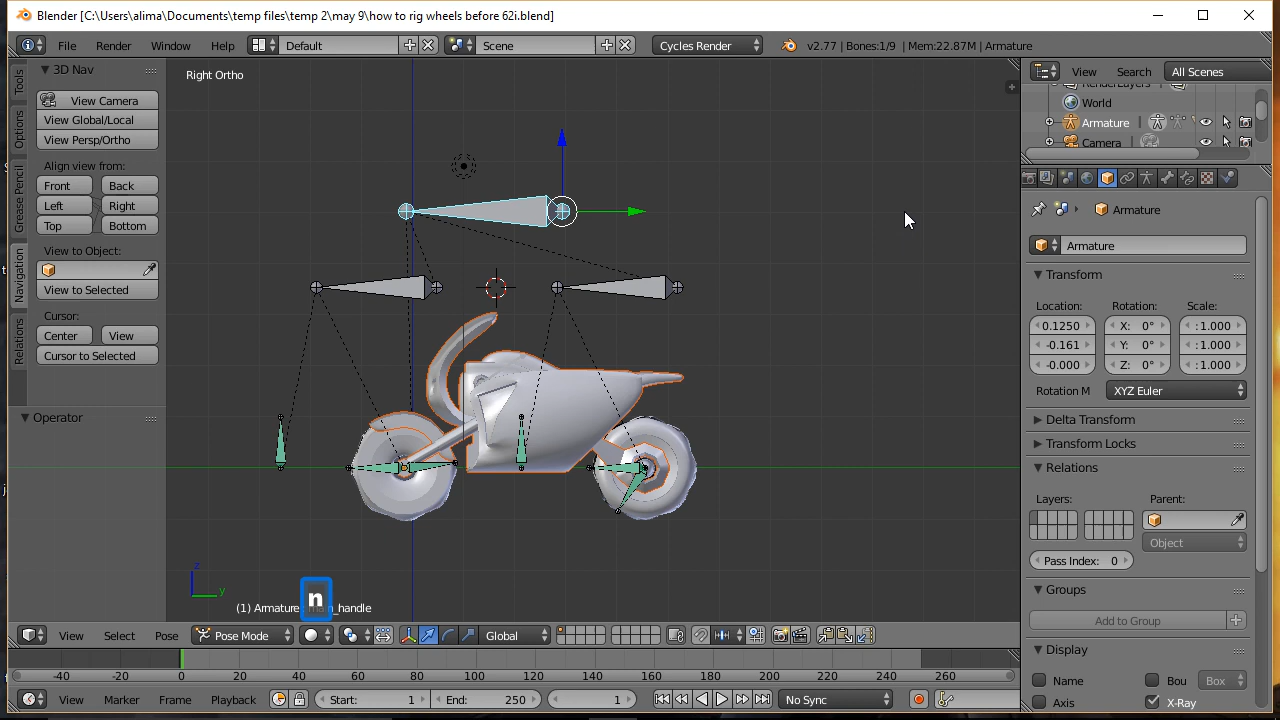 Blender [C:\Users\alima\Documents\temp files\temp 2\may 9\how to rig wheels before 62i.blend]
File Render Window Help Default Scene Cycles Render v2.77 | Bones:1/9 | Mem:22.87M | Armature
Tools
Options
Grease Pencil
Navigation
Relations
3D Nav
View Camera
View Global/Local
View Persp/Ortho
Align view from:
Front Back
Left Right
Top Bottom
View to Object:
View to Selected
Cursor:
Center View
Cursor to Selected
Operator
Right Ortho
z
y
n
(1) Armature
_handle
View Select Pose Pose Mode Global
-40 -20 0 20 40 60 80 100 120 140 160 180 200 220 240 260
View Marker Frame Playback Start: 1 End: 250 1 No Sync
View Search All Scenes
RenderLayers
World
Armature
Camera
Armature
Armature
Transform
Location: Rotation: Scale:
0.1250 X: 0° :1.000
-0.161 Y: 0° :1.000
-0.000 Z: 0° :1.000
Rotation M XYZ Euler
Delta Transform
Transform Locks
Relations
Layers: Parent:
Object
Pass Index: 0
Groups
Add to Group
Display
Name Bou Box
Axis X-Ray